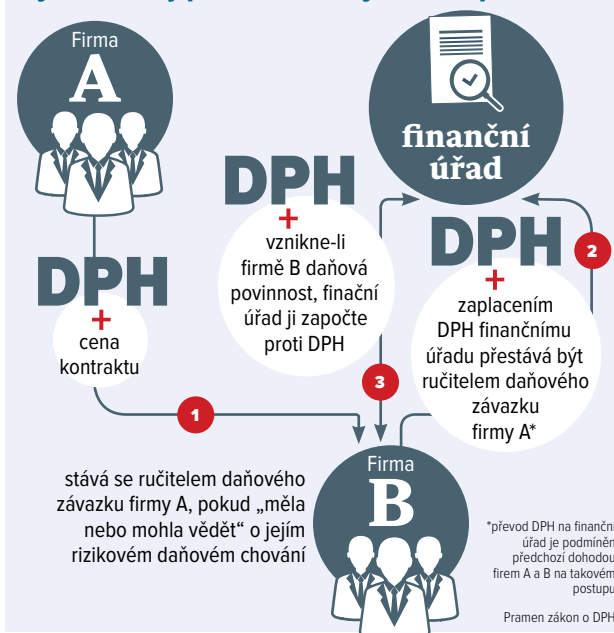 Firma
A
finanční
úřad
DPH
+
vznikne-li
firmě B daňová
povinnost, finační
úřad ji započte
proti DPH
DPH
+
zaplacením
DPH finančnímu
úřadu přestává být
ručitelem daňového
závazku
firmy A*
2
DPH
+
cena
kontraktu
3
1
stává se ručitelem daňového
závazku firmy A, pokud „měla
nebo mohla vědět“ o jejím
rizikovém daňovém chování
Firma
B
*převod DPH na finanční
úřad je podmíněn
předchozí dohodou
firem A a B na takovém
postupu
Pramen zákon o DPH